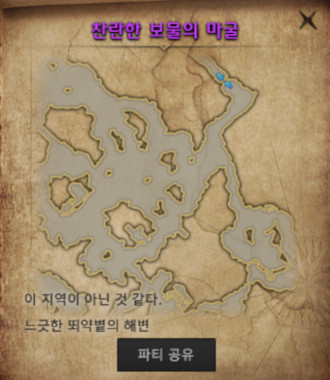 찬란한 보물의 마굴
이 지역이 아닌 것 같다.
느긋한 뙤약볕의 해변
파티 공유